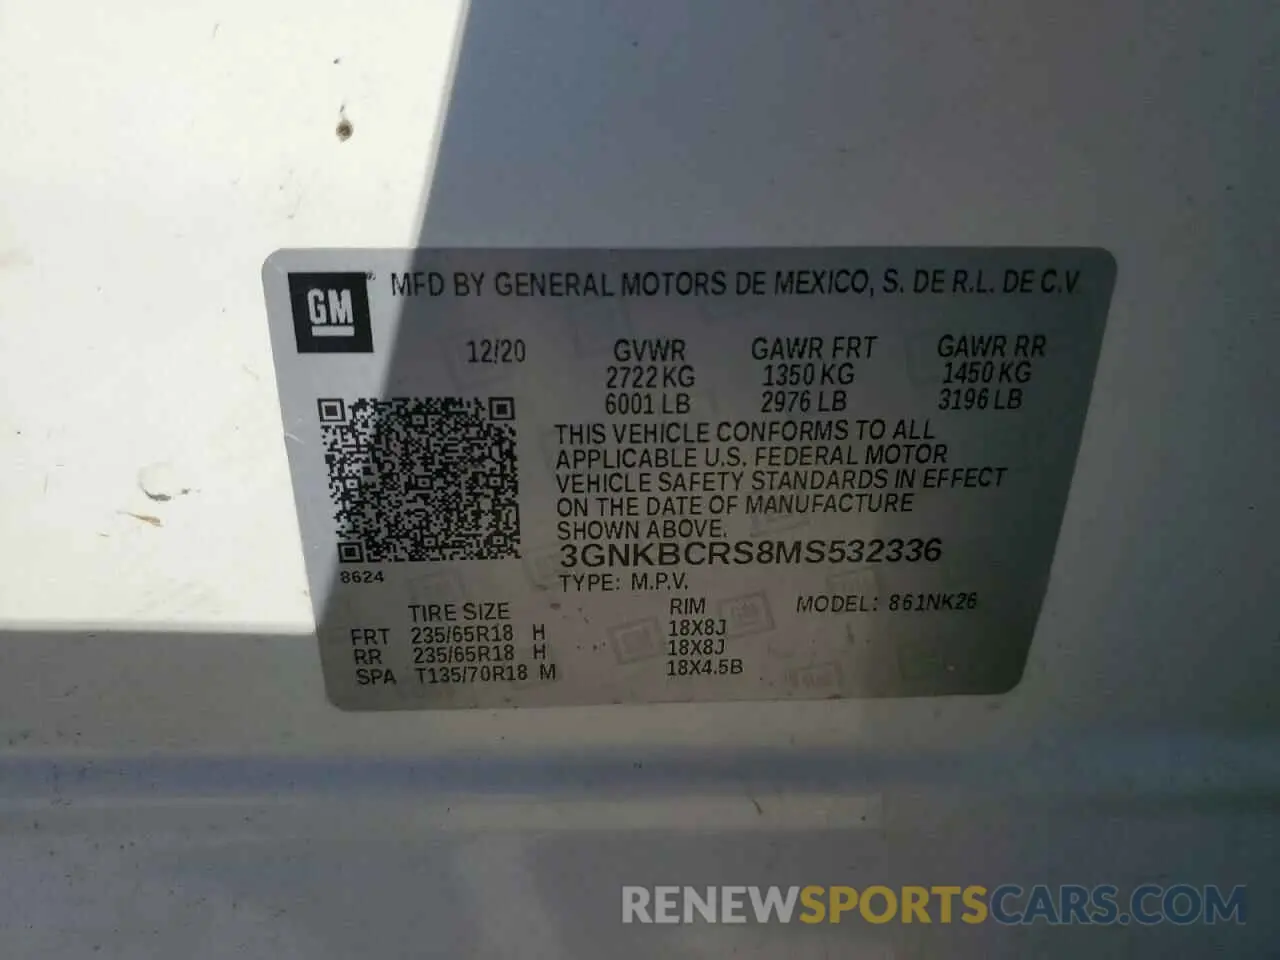 GM
® MFD BY GENERAL MOTORS DE MEXICO, S. DE R.L. DE C.V
12/20 GVWR GAWR FRT GAWR RR
2722 KG 1350 KG 1450 KG
6001 LB 2976 LB 3196 LB
THIS VEHICLE CONFORMS TO ALL
APPLICABLE U.S. FEDERAL MOTOR
VEHICLE SAFETY STANDARDS IN EFFECT
ON THE DATE OF MANUFACTURE
SHOWN ABOVE.
3GNKBCRS8MS532336
8624
TYPE: M.P.V.
TIRE SIZE RIM MODEL: 861NK26
FRT 235/65R18 H 18X8J
RR 235/65R18 H 18X8J
SPA T135/70R18 M 18X4.5B
RENEWSPORTSCARS.COM